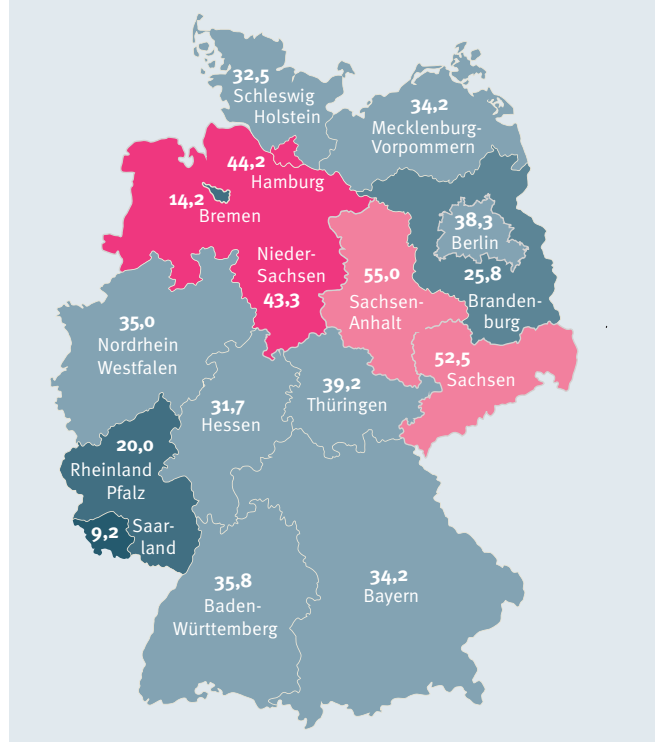 32,5
Schleswig
Holstein
34,2
Mecklenburg-
Vorpommern
44,2
Hamburg
14,2
Bremen
38,3
Berlin
Nieder-
Sachsen
43,3
55,0
Sachsen-
Anhalt
25,8
Branden-
burg
35,0
Nordrhein
Westfalen
52,5
Sachsen
39,2
Thüringen
31,7
Hessen
20,0
Rheinland
Pfalz
9,2
Saar-
land
35,8
Baden-
Württemberg
34,2
Bayern